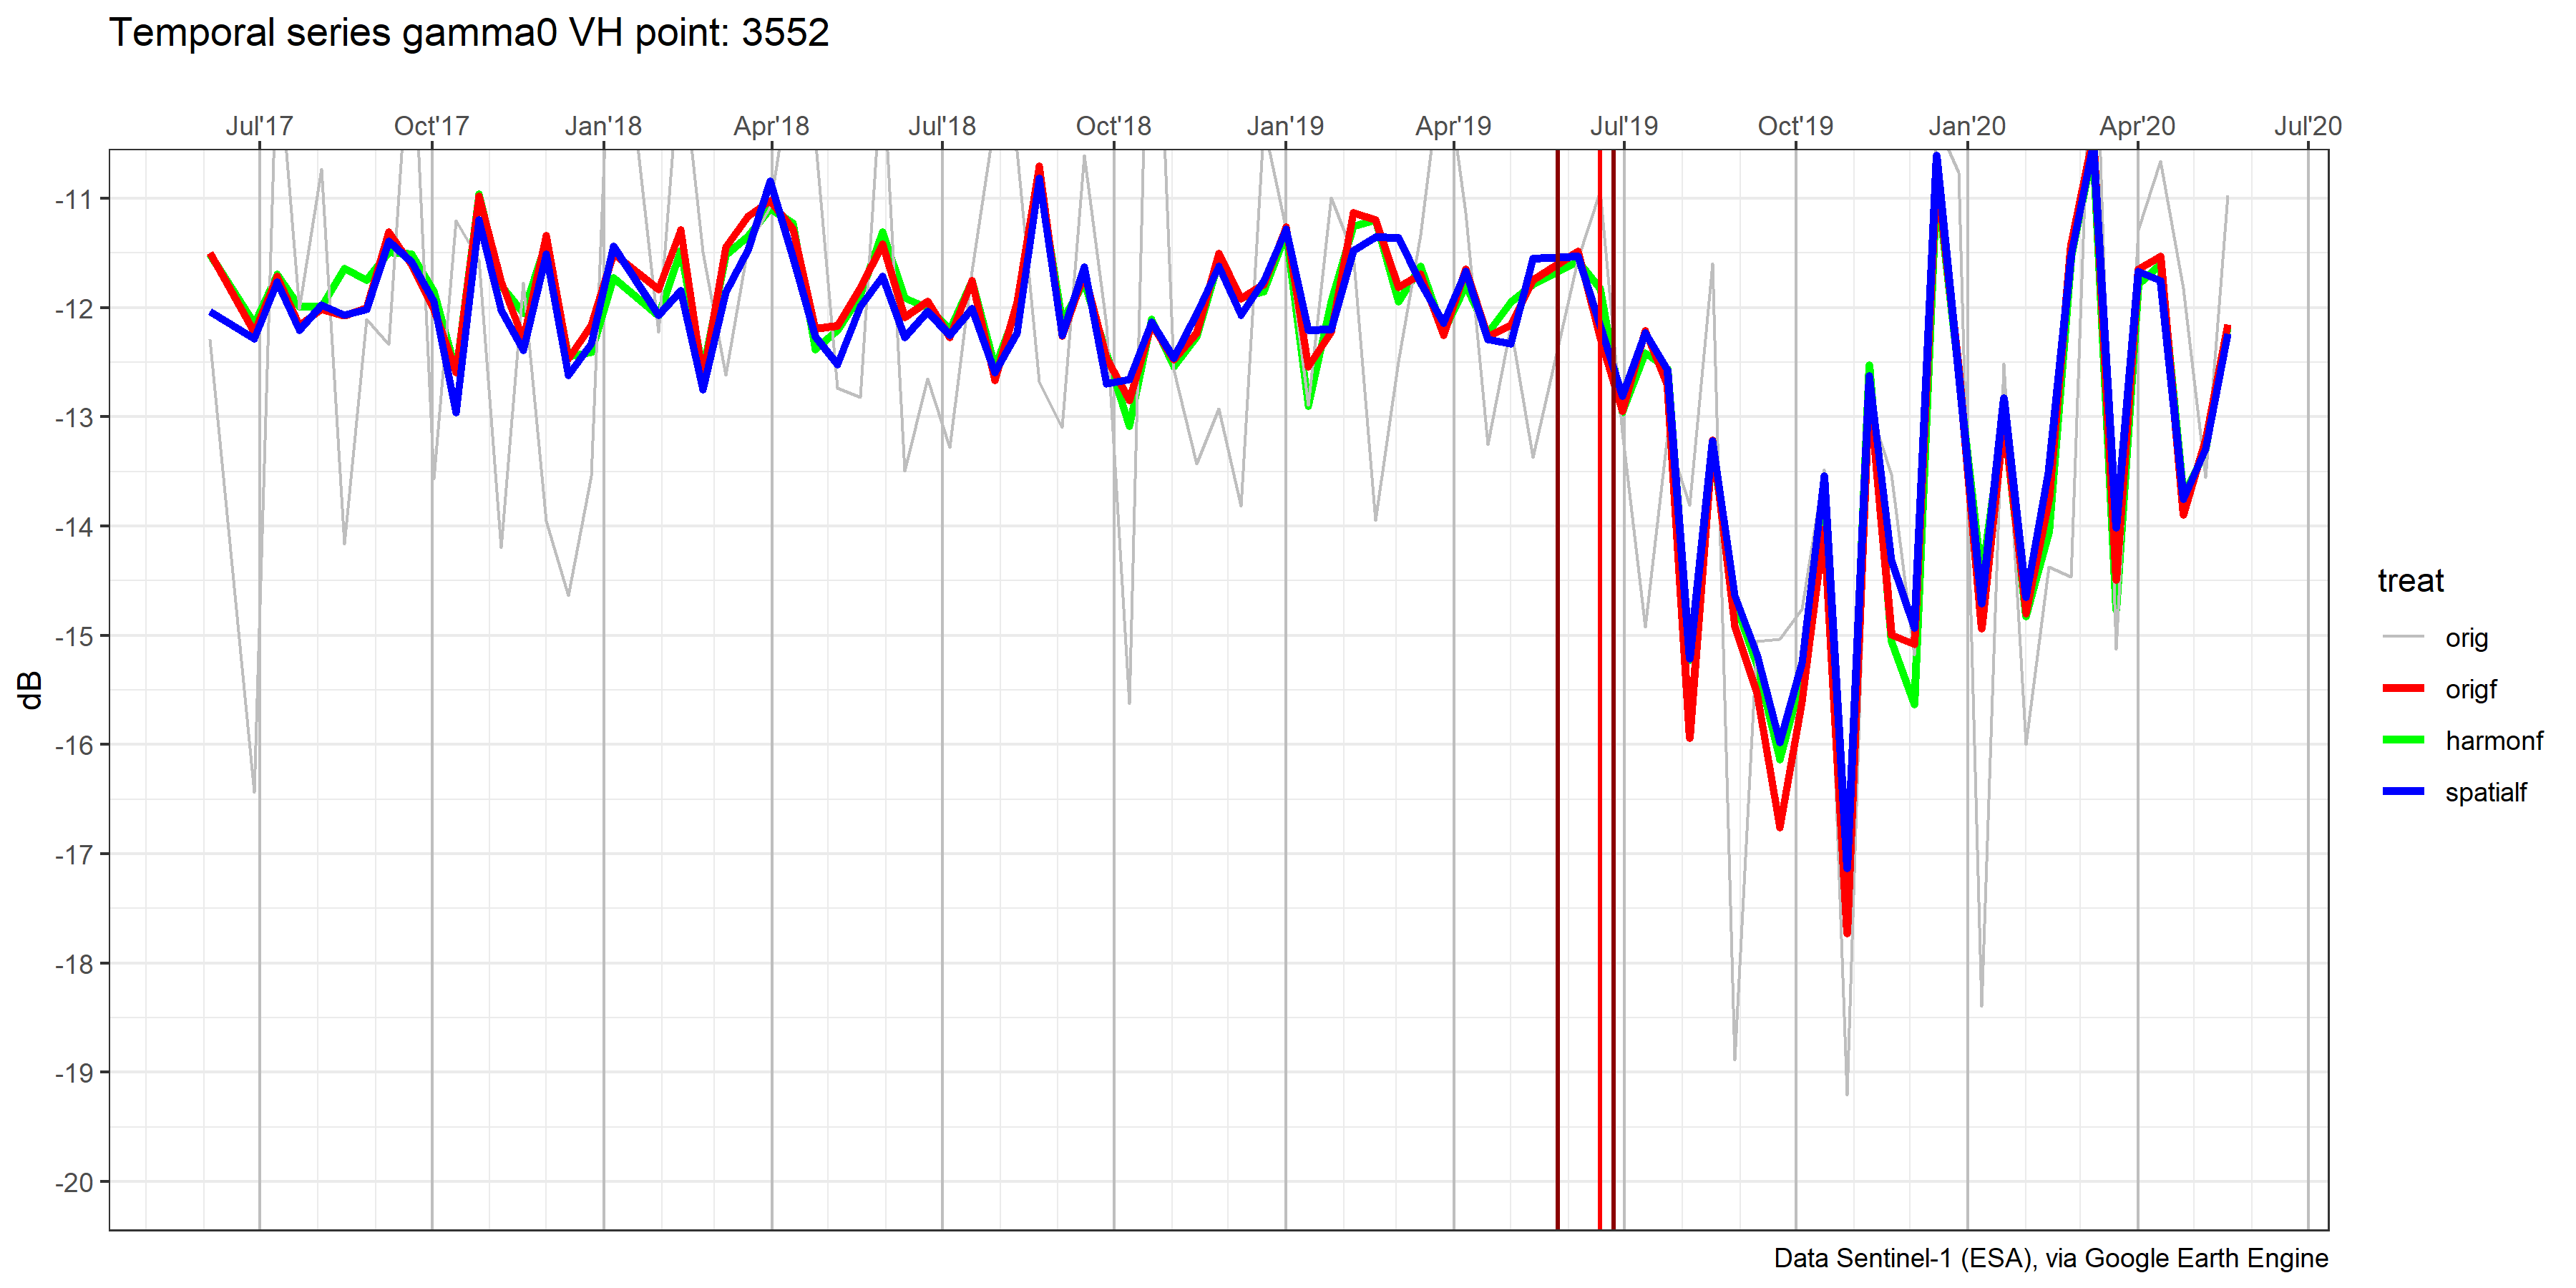 Temporal series gamma0 VH point: 3552
Jul'17 Oct'17 Jan'18 Apr'18 Jul'18 Oct'18 Jan'19 Apr'19 Jul'19 Oct'19 Jan'20 Apr'20 Jul'20
-11
-12
-13
-14
-15
-16
-17
-18
-19
-20
dB
treat
orig
origf
harmonf
spatialf
Data Sentinel-1 (ESA), via Google Earth Engine